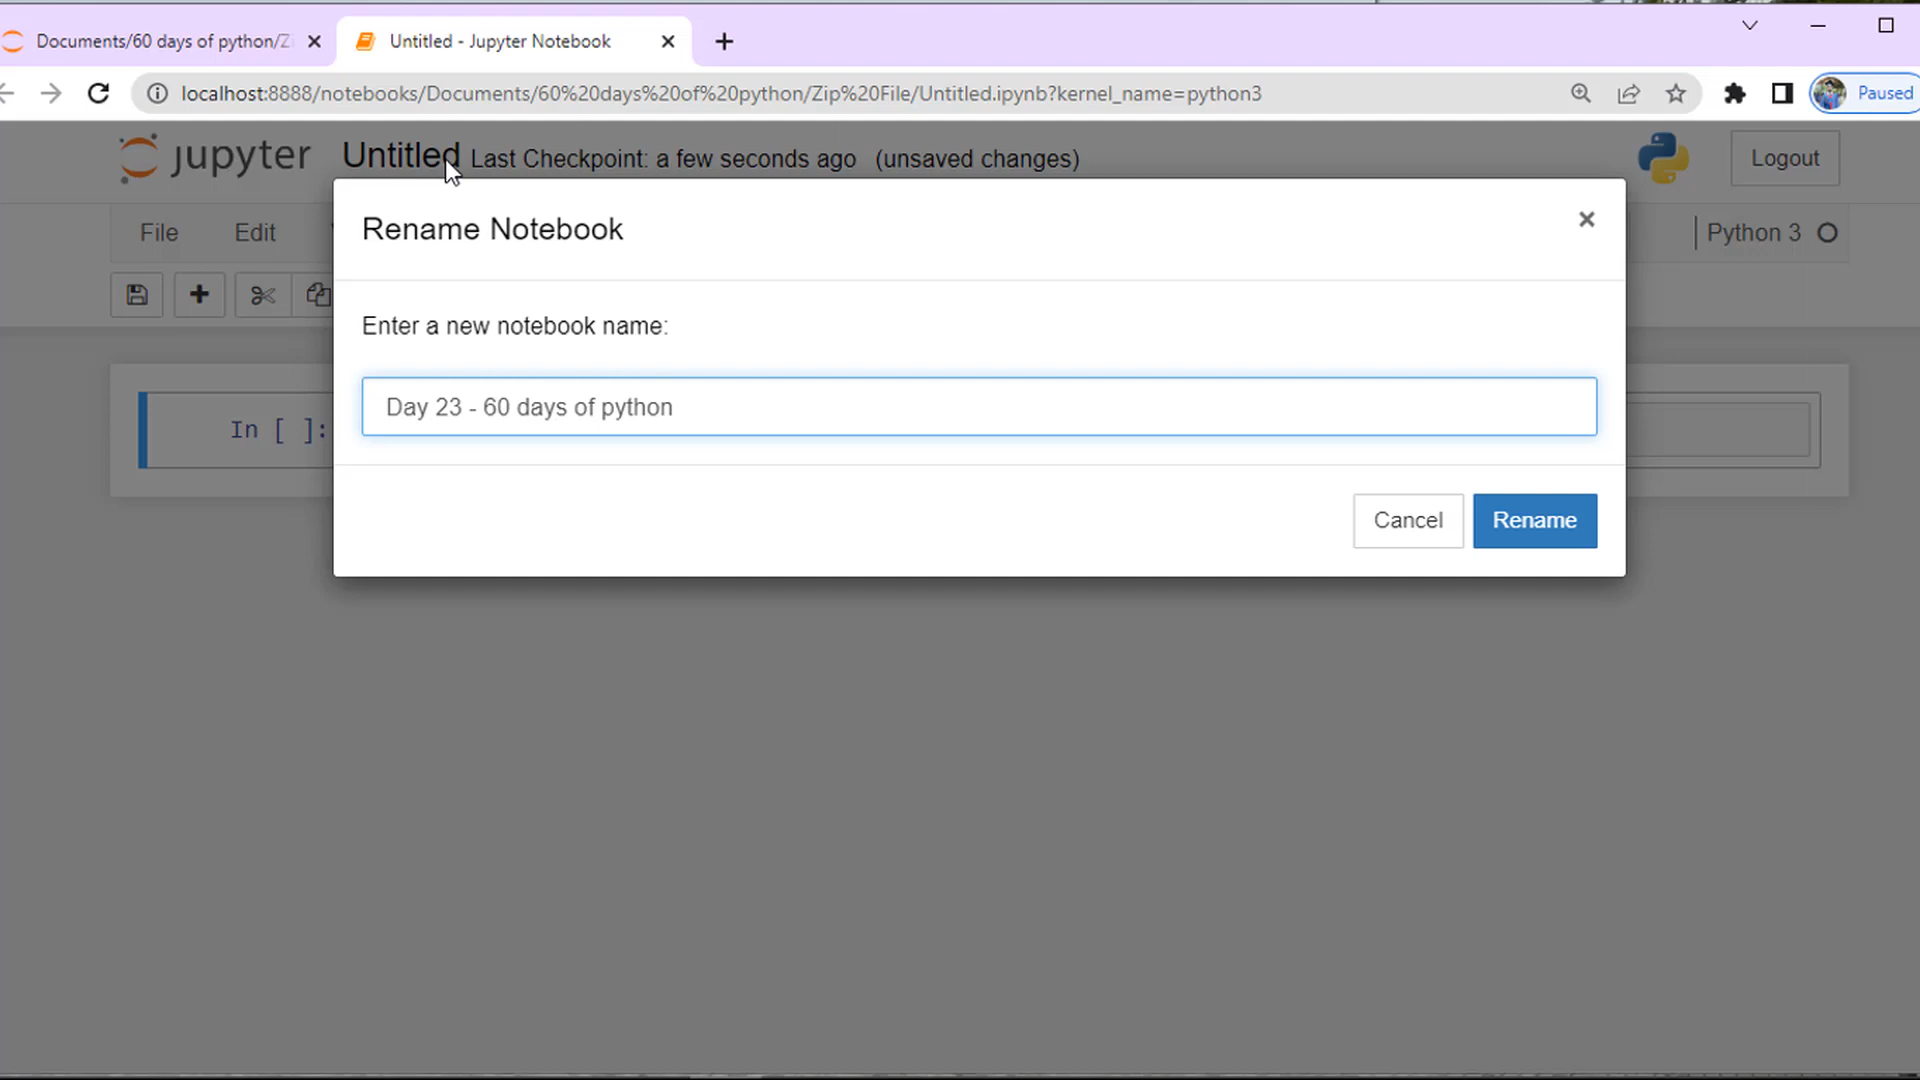 Documents/60 days of python/Z
Untitled - Jupyter Notebook
localhost:8888/notebooks/Documents/60%20days%20of%20python/Zip%20File/Untitled.ipynb?kernel_name=python3
Paused
jupyter Untitled Last Checkpoint: a few seconds ago (unsaved changes)
Logout
File Edit
Python 3
Rename Notebook
Enter a new notebook name:
Day 23 - 60 days of python
In [ ]:
Cancel Rename